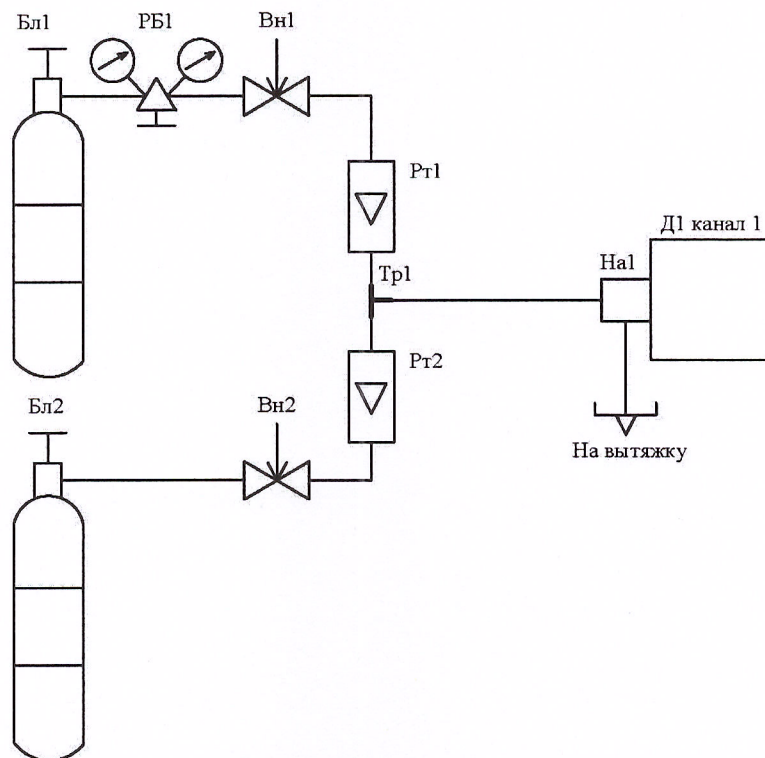 Бл1
РБ1
Вн1
Рт1
Д1 канал 1
На1
Тр1
Рт2
Бл2
Вн2
На вытяжку